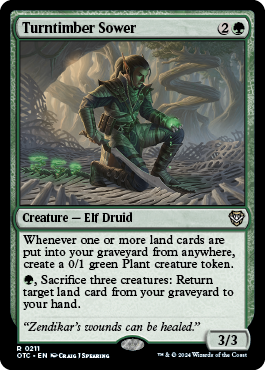 Turntimber Sower 2
Creature — Elf Druid
Whenever one or more land cards are
put into your graveyard from anywhere,
create a 0/1 green Plant creature token.
, Sacrifice three creatures: Return
target land card from your graveyard to
your hand.
“Zendikar’s wounds can be healed.”
3/3
R 0211
OTC • EN CRAIG J SPEARING
™ & © 2024 Wizards of the Coast